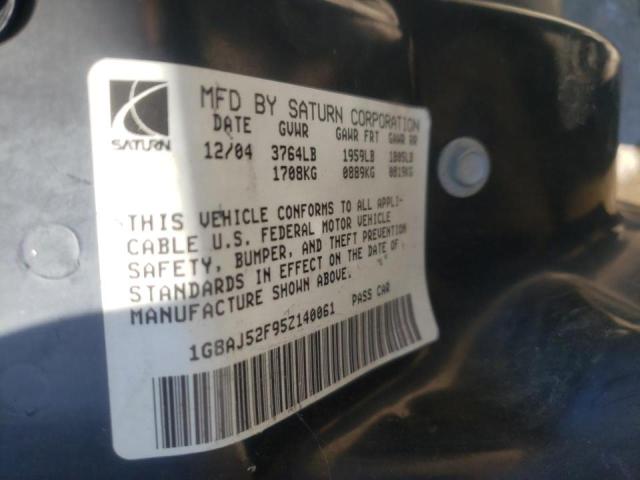 SATURN
MFD BY SATURN CORPORATION
DATE GVWR GAWR FRT GAWR RR
12/04 3764LB 1959LB 1805LB
1708KG 0889KG 0819KG
THIS VEHICLE CONFORMS TO ALL APPLI-
CABLE U.S. FEDERAL MOTOR VEHICLE
SAFETY, BUMPER, AND THEFT PREVENTION
STANDARDS IN EFFECT ON THE DATE OF
MANUFACTURE SHOWN ABOVE.
1G8AJ52F95Z140061 PASS CAR